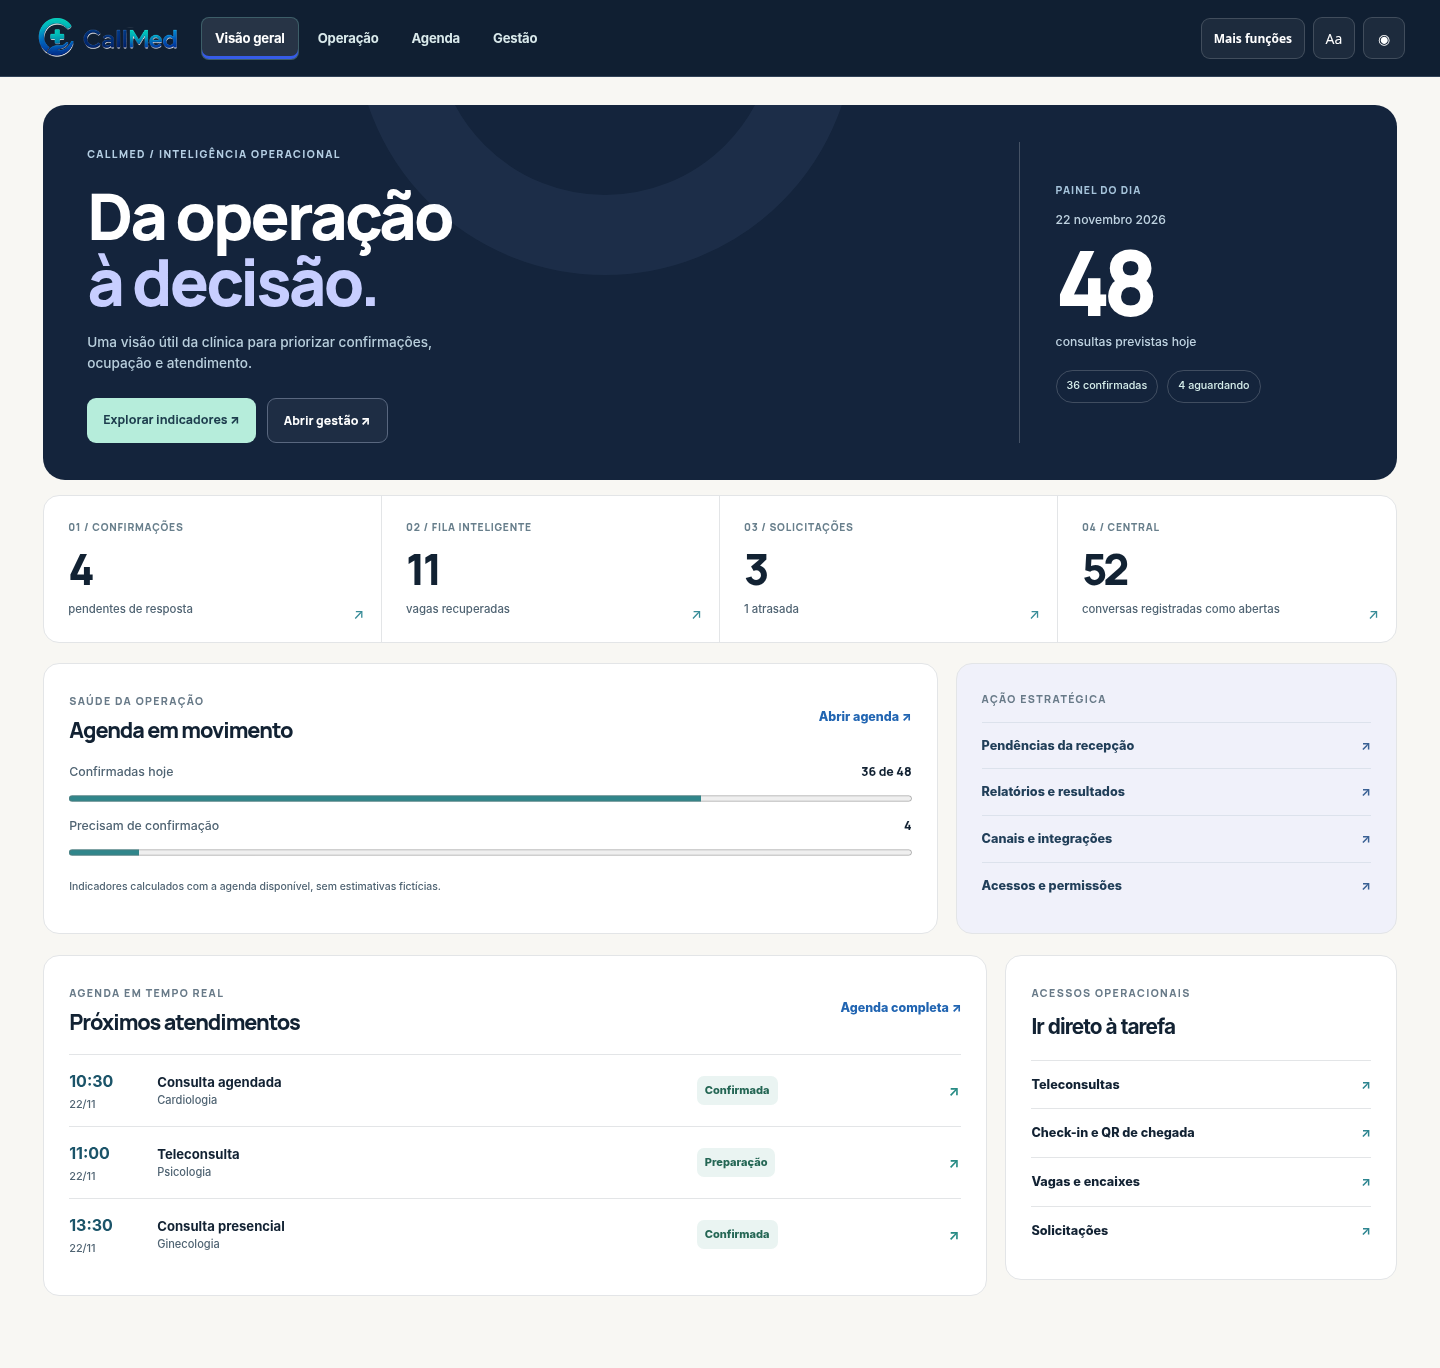 CallMed
Visão geral
Operação
Agenda
Gestão
Mais funções
Aa
CALLMED / INTELIGÊNCIA OPERACIONAL
Da operação
à decisão.
Uma visão útil da clínica para priorizar confirmações,
ocupação e atendimento.
Explorar indicadores ↗
Abrir gestão ↗
PAINEL DO DIA
22 novembro 2026
48
consultas previstas hoje
36 confirmadas
4 aguardando
01 / CONFIRMAÇÕES
4
pendentes de resposta
↗
02 / FILA INTELIGENTE
11
vagas recuperadas
↗
03 / SOLICITAÇÕES
3
1 atrasada
↗
04 / CENTRAL
52
conversas registradas como abertas
↗
SAÚDE DA OPERAÇÃO
Agenda em movimento
Abrir agenda ↗
Confirmadas hoje
36 de 48
Precisam de confirmação
4
Indicadores calculados com a agenda disponível, sem estimativas fictícias.
AÇÃO ESTRATÉGICA
Pendências da recepção ↗
Relatórios e resultados ↗
Canais e integrações ↗
Acessos e permissões ↗
AGENDA EM TEMPO REAL
Próximos atendimentos
Agenda completa ↗
10:30
22/11
Consulta agendada
Cardiologia
Confirmada
↗
11:00
22/11
Teleconsulta
Psicologia
Preparação
↗
13:30
22/11
Consulta presencial
Ginecologia
Confirmada
↗
ACESSOS OPERACIONAIS
Ir direto à tarefa
Teleconsultas ↗
Check-in e QR de chegada ↗
Vagas e encaixes ↗
Solicitações ↗